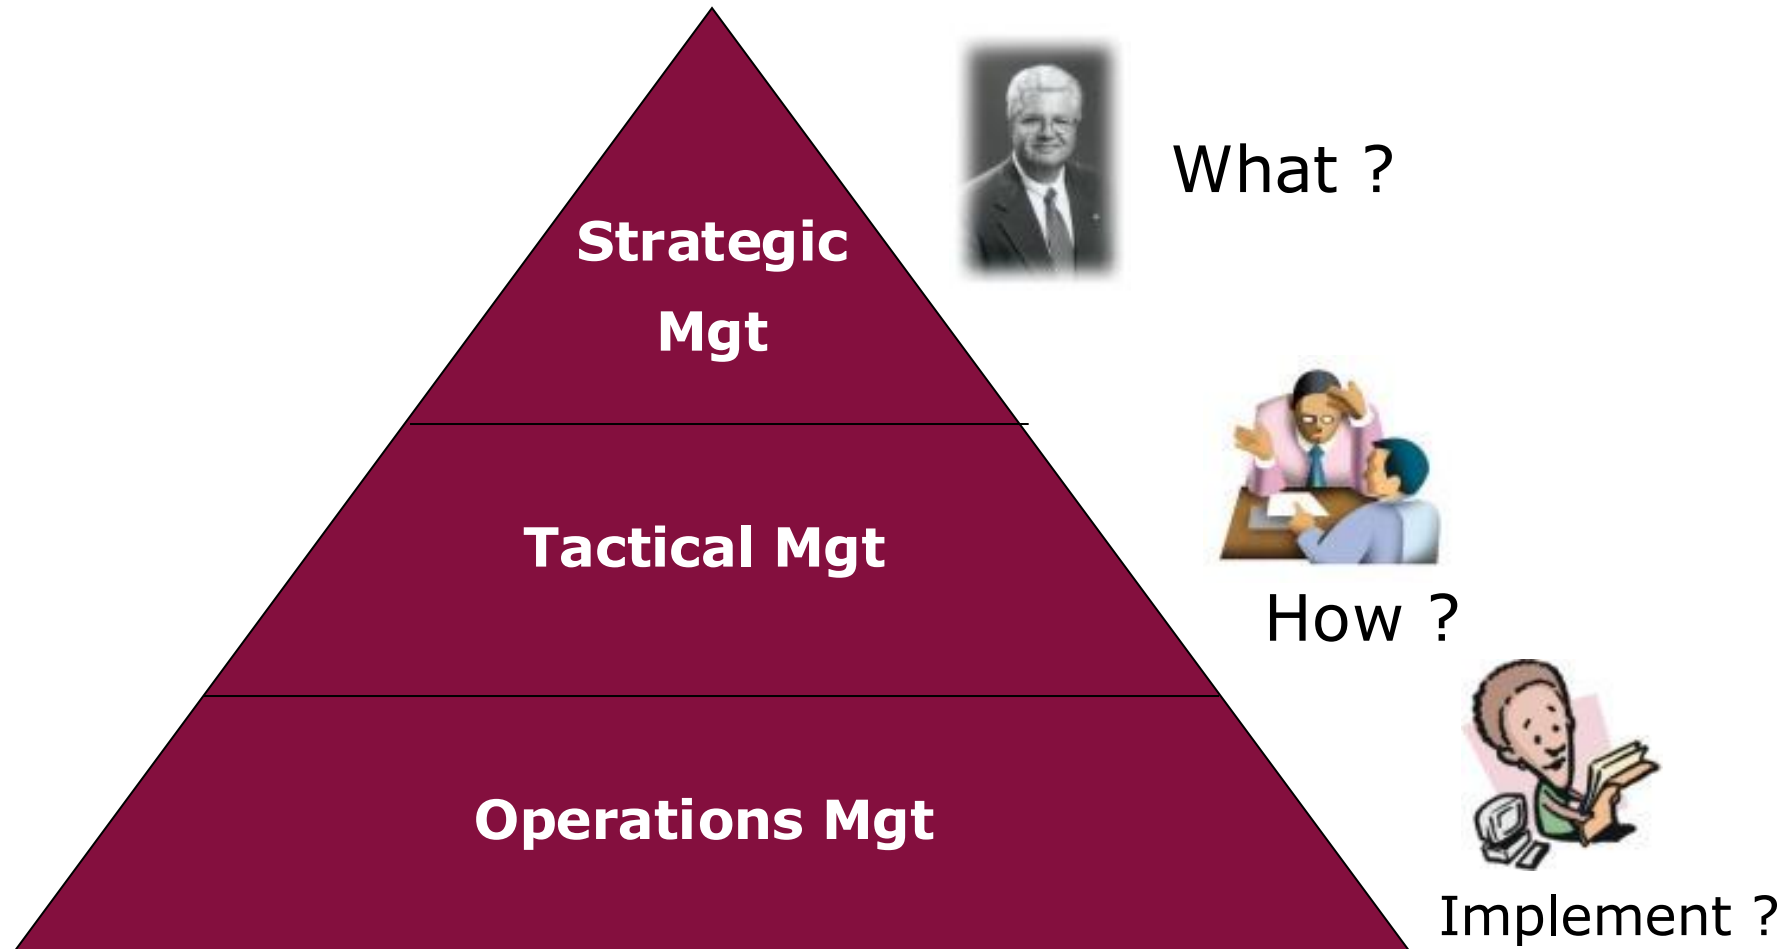 What ?
Strategic
Mgt
Tactical Mgt
How ?
Operations Mgt
Implement ?